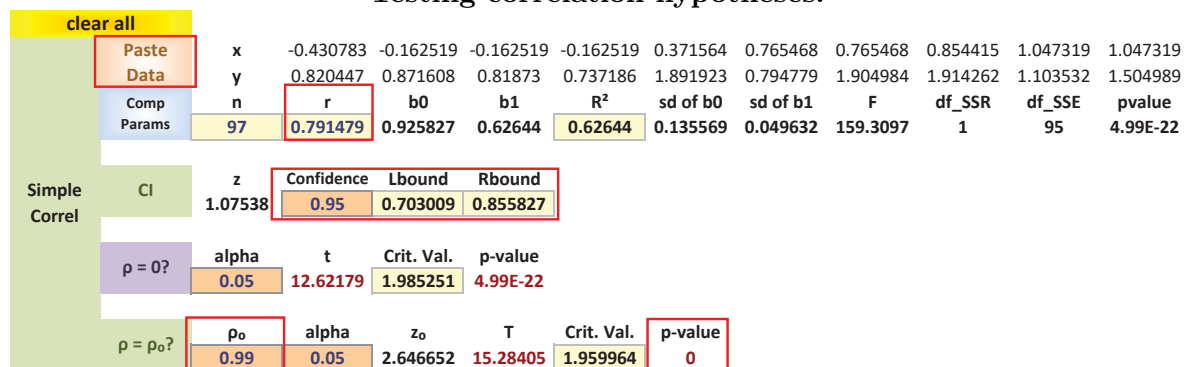 Testing correlation hypotheses.
clear all
Paste Data x -0.430783 -0.162519 -0.162519 -0.162519 0.371564 0.765468 0.765468 0.854415 1.047319 1.047319
y 0.820447 0.871608 0.81873 0.737186 1.891923 0.794779 1.904984 1.914262 1.103532 1.504989
Comp Params n r b0 b1 R² sd of b0 sd of b1 F df_SSR df_SSE pvalue
97 0.791479 0.925827 0.62644 0.62644 0.135569 0.049632 159.3097 1 95 4.99E-22
Simple Correl
CI z Confidence Lbound Rbound
1.07538 0.95 0.703009 0.855827
ρ = 0? alpha t Crit. Val. p-value
0.05 12.62179 1.985251 4.99E-22
ρ = ρₒ? ρₒ alpha zₒ T Crit. Val. p-value
0.99 0.05 2.646652 15.28405 1.959964 0